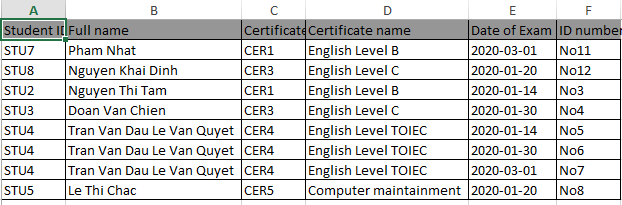 A B C D E F
Student ID Full name Certificate Certificate name Date of Exam ID number
STU7 Pham Nhat CER1 English Level B 2020-03-01 No11
STU8 Nguyen Khai Dinh CER3 English Level C 2020-01-20 No12
STU2 Nguyen Thi Tam CER1 English Level B 2020-01-14 No3
STU3 Doan Van Chien CER3 English Level C 2020-01-30 No4
STU4 Tran Van Dau Le Van Quyet CER4 English Level TOIEC 2020-01-14 No5
STU4 Tran Van Dau Le Van Quyet CER4 English Level TOIEC 2020-01-30 No6
STU4 Tran Van Dau Le Van Quyet CER4 English Level TOIEC 2020-03-01 No7
STU5 Le Thi Chac CER5 Computer maintainment 2020-01-20 No8